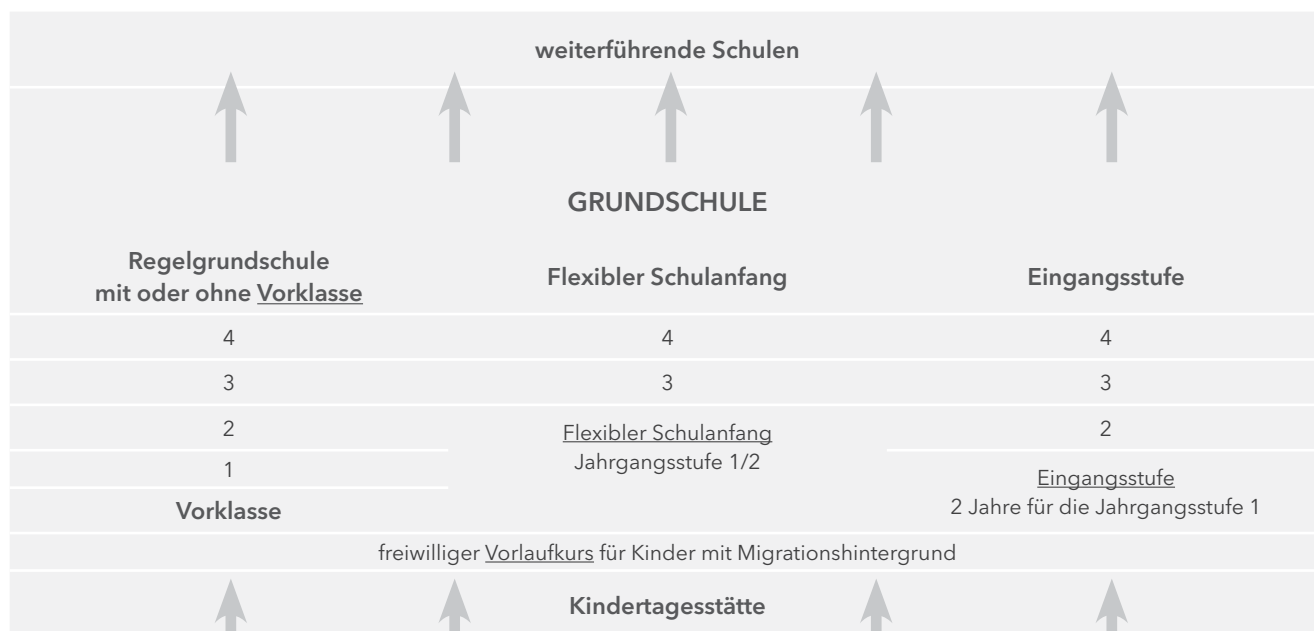 weiterführende Schulen
GRUNDSCHULE
Regelgrundschule
mit oder ohne Vorklasse
Flexibler Schulanfang
Eingangsstufe
4
4
4
3
3
3
2
Flexibler Schulanfang
Jahrgangsstufe 1/2
2
1
Eingangsstufe
2 Jahre für die Jahrgangsstufe 1
Vorklasse
freiwilliger Vorlaufkurs für Kinder mit Migrationshintergrund
Kindertagesstätte